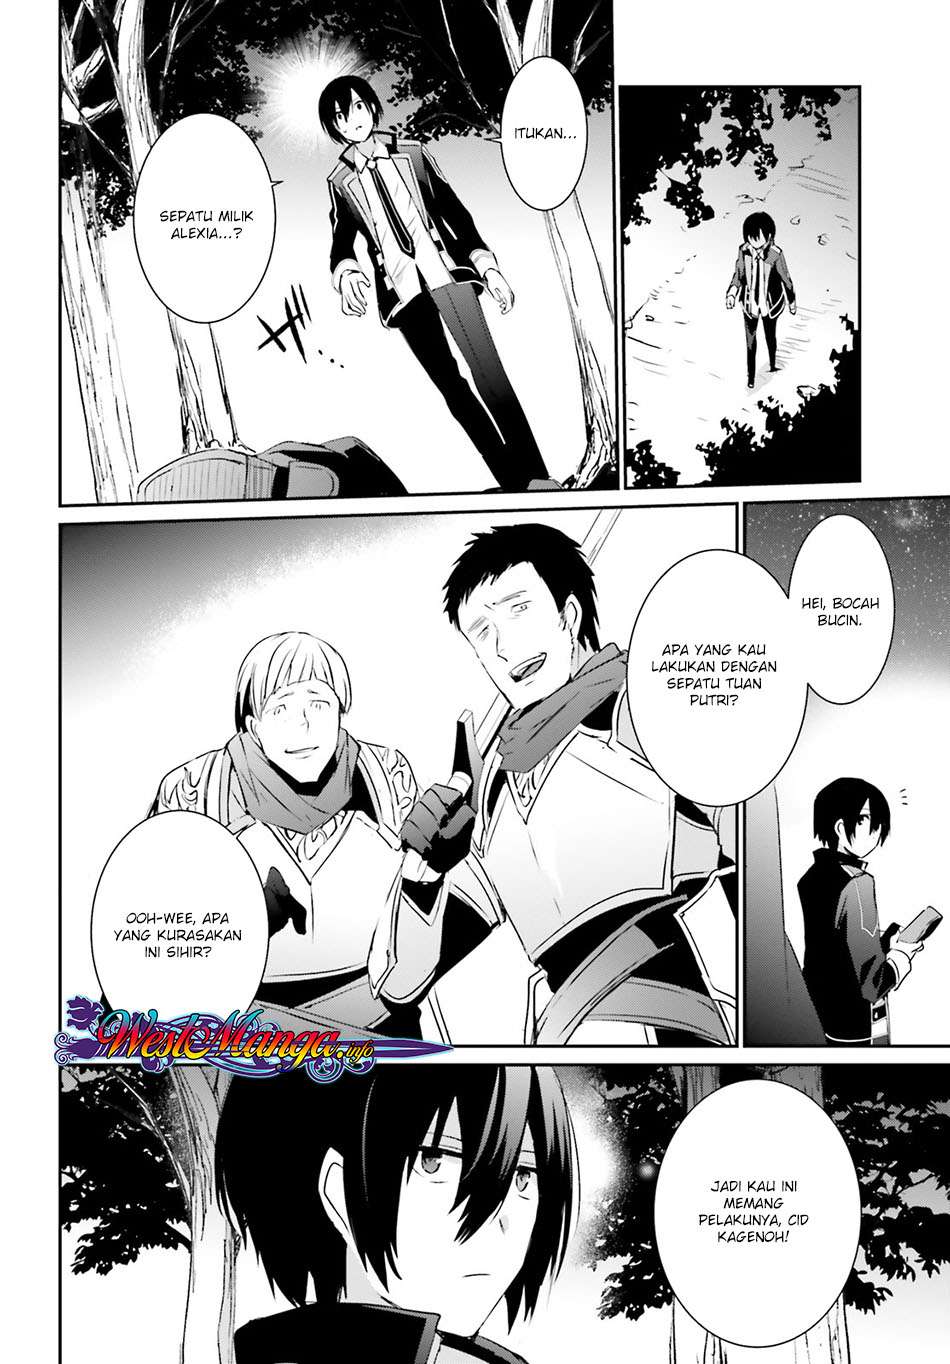 ITUKAN...
SEPATU MILIK
ALEXIA...?
HEI, BOCAH
BUCIN.
APA YANG KAU
LAKUKAN DENGAN
SEPATU TUAN
PUTRI?
OOH-WEE, APA
YANG KURASAKAN
INI SIHIR?
WestManga.info
JADI KAU INI
MEMANG
PELAKUNYA, CID
KAGENOH!